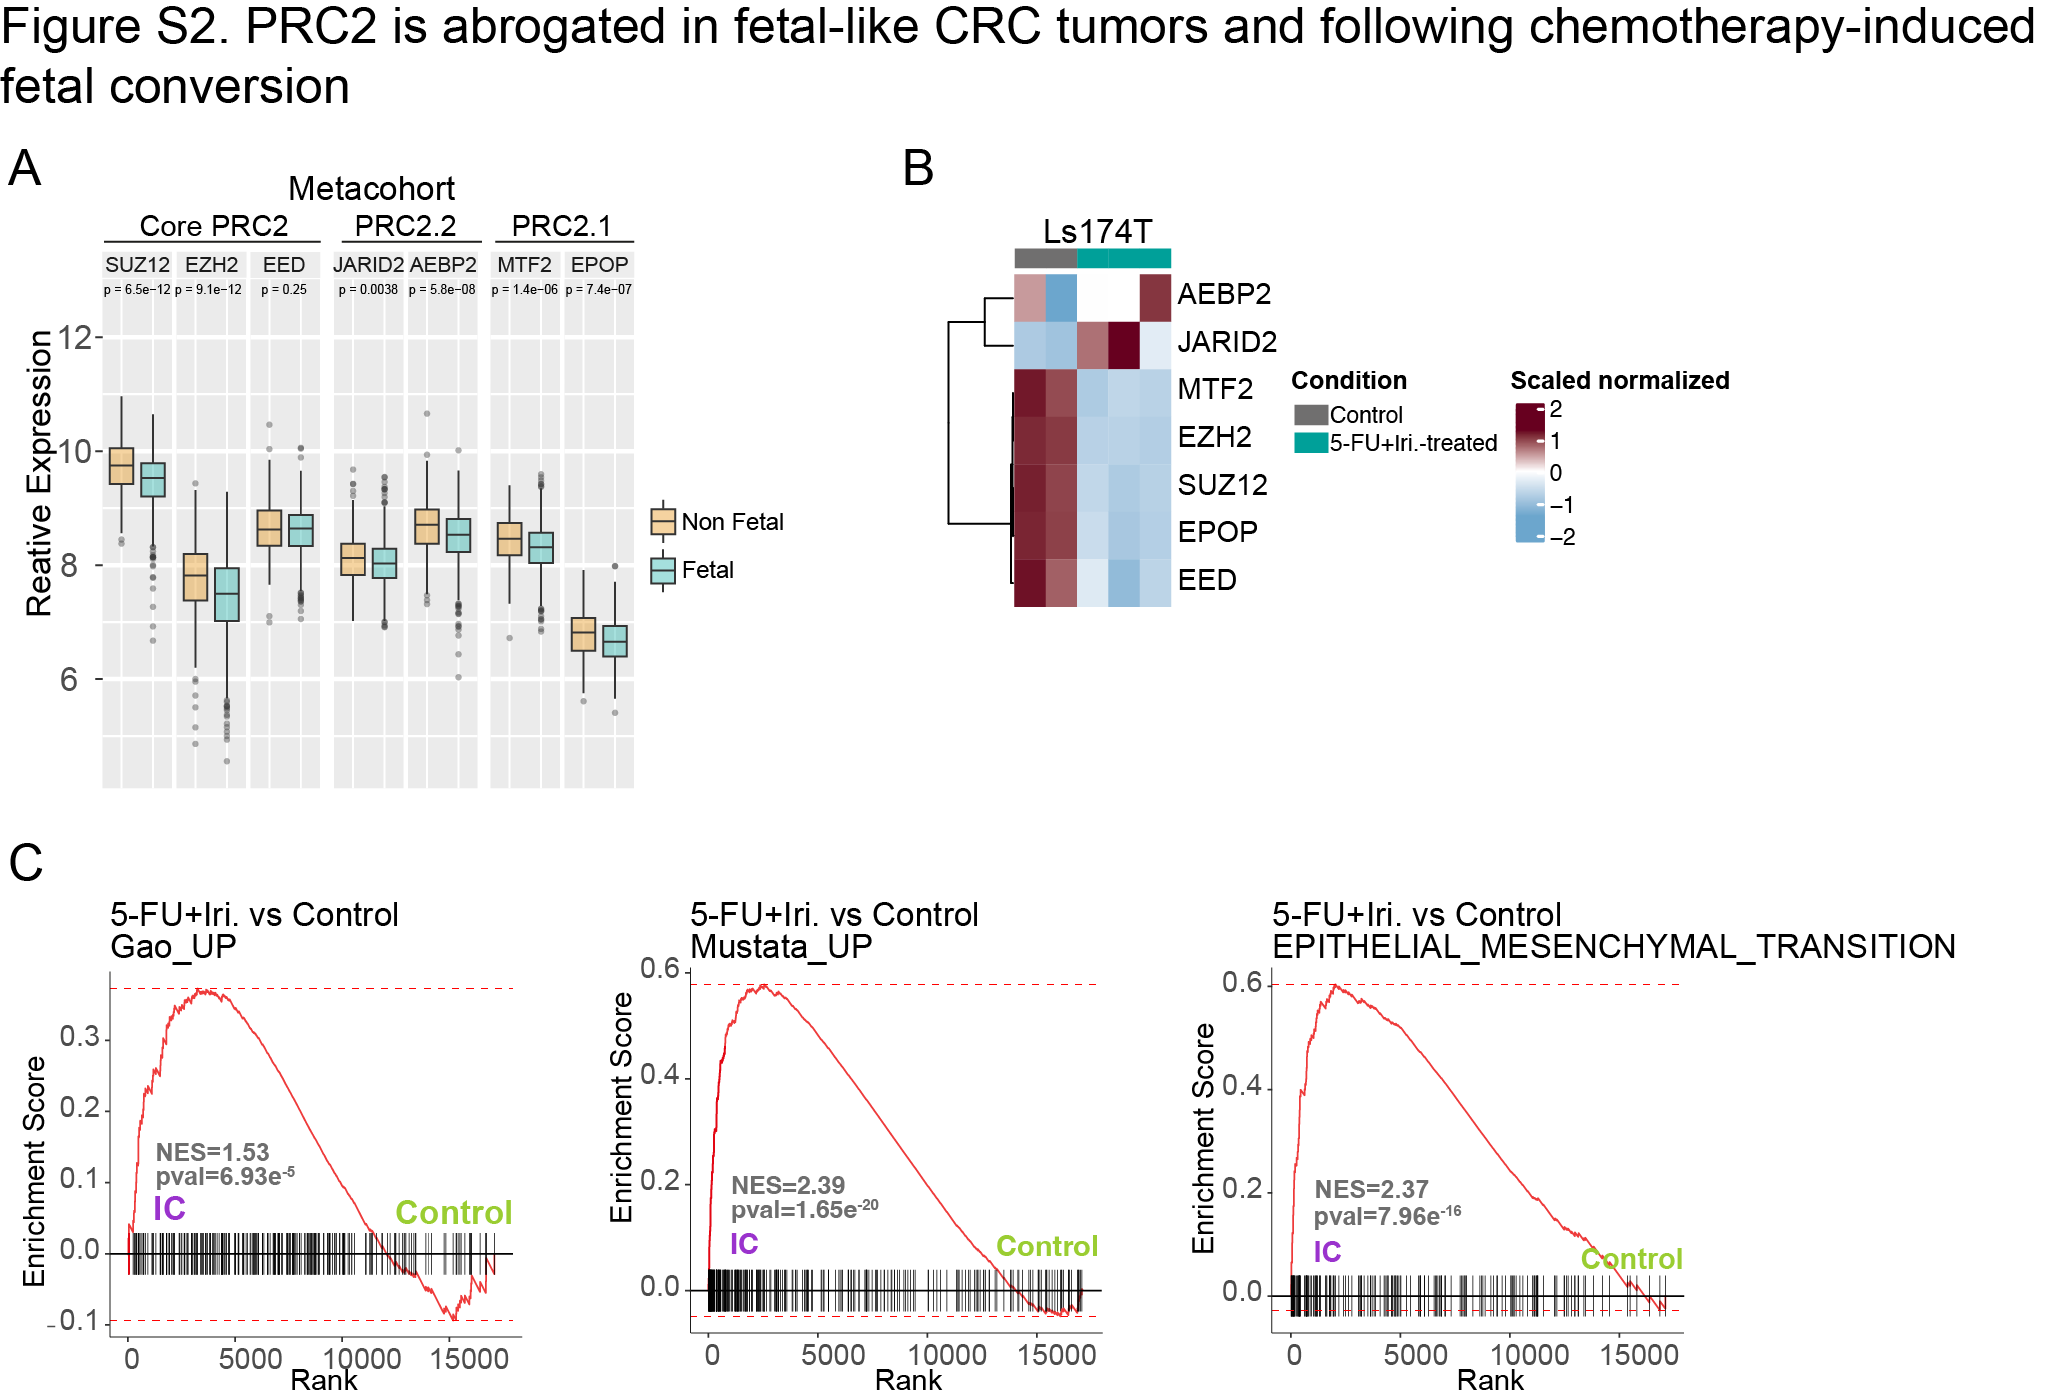 Figure S2. PRC2 is abrogated in fetal-like CRC tumors and following chemotherapy-induced
fetal conversion
A
Metacohort
Core PRC2 PRC2.2 PRC2.1
SUZ12 EZH2 EED JARID2 AEBP2 MTF2 EPOP
p = 6.5e−12 p = 9.1e−12 p = 0.25 p = 0.0038 p = 5.8e−08 p = 1.4e−06 p = 7.4e−07
Relative Expression
12
10
8
6
Non Fetal
Fetal
B
Ls174T
AEBP2
JARID2
MTF2
EZH2
SUZ12
EPOP
EED
Condition
Control
5-FU+Iri.-treated
Scaled normalized
2
1
0
−1
−2
C
5-FU+Iri. vs Control
Gao_UP
Enrichment Score
0.3
0.2
0.1
0.0
-0.1
NES=1.53
pval=6.93e-5
IC
Control
0 5000 10000 15000
Rank
5-FU+Iri. vs Control
Mustata_UP
Enrichment Score
0.6
0.4
0.2
0.0
NES=2.39
pval=1.65e-20
IC
Control
0 5000 10000 15000
Rank
5-FU+Iri. vs Control
EPITHELIAL_MESENCHYMAL_TRANSITION
Enrichment Score
0.6
0.4
0.2
0.0
NES=2.37
pval=7.96e-16
IC
Control
0 5000 10000 15000
Rank